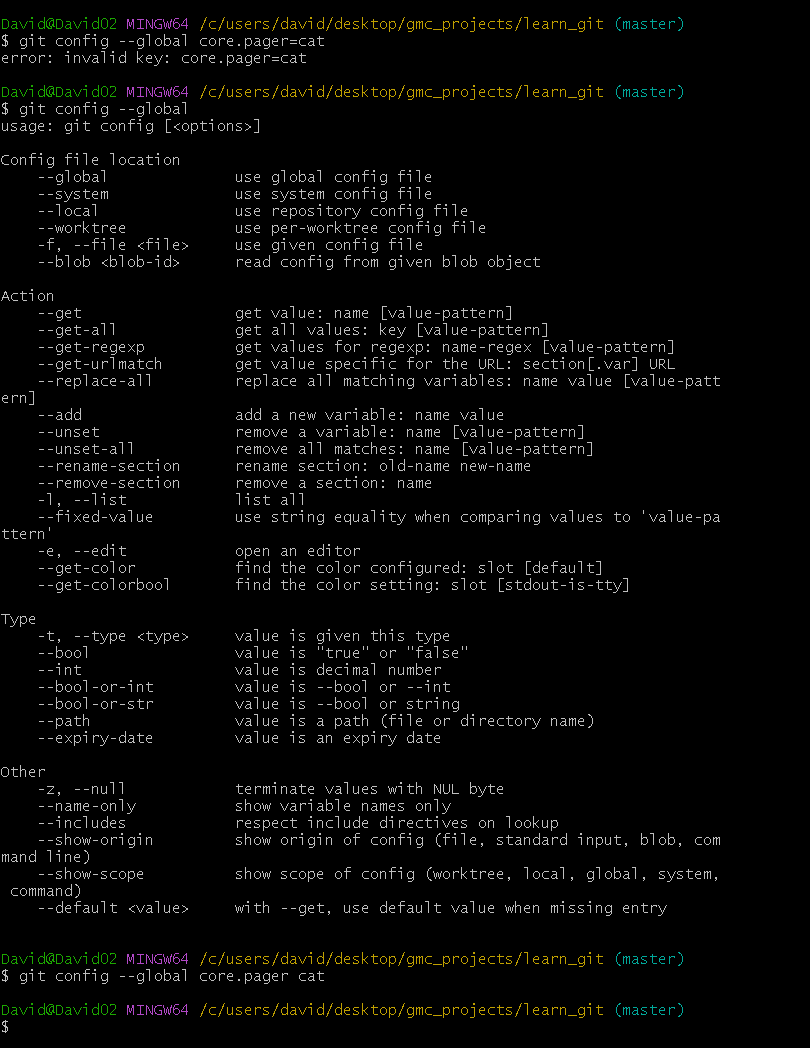 David@David02 MINGW64 /c/users/david/desktop/gmc_projects/learn_git (master)
$ git config --global core.pager=cat
error: invalid key: core.pager=cat

David@David02 MINGW64 /c/users/david/desktop/gmc_projects/learn_git (master)
$ git config --global
usage: git config [<options>]

Config file location
    --global              use global config file
    --system              use system config file
    --local               use repository config file
    --worktree            use per-worktree config file
    -f, --file <file>     use given config file
    --blob <blob-id>      read config from given blob object

Action
    --get                 get value: name [value-pattern]
    --get-all             get all values: key [value-pattern]
    --get-regexp          get values for regexp: name-regex [value-pattern]
    --get-urlmatch        get value specific for the URL: section[.var] URL
    --replace-all         replace all matching variables: name value [value-patt
ern]
    --add                 add a new variable: name value
    --unset               remove a variable: name [value-pattern]
    --unset-all           remove all matches: name [value-pattern]
    --rename-section      rename section: old-name new-name
    --remove-section      remove a section: name
    -l, --list            list all
    --fixed-value         use string equality when comparing values to 'value-pa
ttern'
    -e, --edit            open an editor
    --get-color           find the color configured: slot [default]
    --get-colorbool       find the color setting: slot [stdout-is-tty]

Type
    -t, --type <type>     value is given this type
    --bool                value is "true" or "false"
    --int                 value is decimal number
    --bool-or-int         value is --bool or --int
    --bool-or-str         value is --bool or string
    --path                value is a path (file or directory name)
    --expiry-date         value is an expiry date

Other
    -z, --null            terminate values with NUL byte
    --name-only           show variable names only
    --includes            respect include directives on lookup
    --show-origin         show origin of config (file, standard input, blob, com
mand line)
    --show-scope          show scope of config (worktree, local, global, system,
 command)
    --default <value>     with --get, use default value when missing entry


David@David02 MINGW64 /c/users/david/desktop/gmc_projects/learn_git (master)
$ git config --global core.pager cat

David@David02 MINGW64 /c/users/david/desktop/gmc_projects/learn_git (master)
$